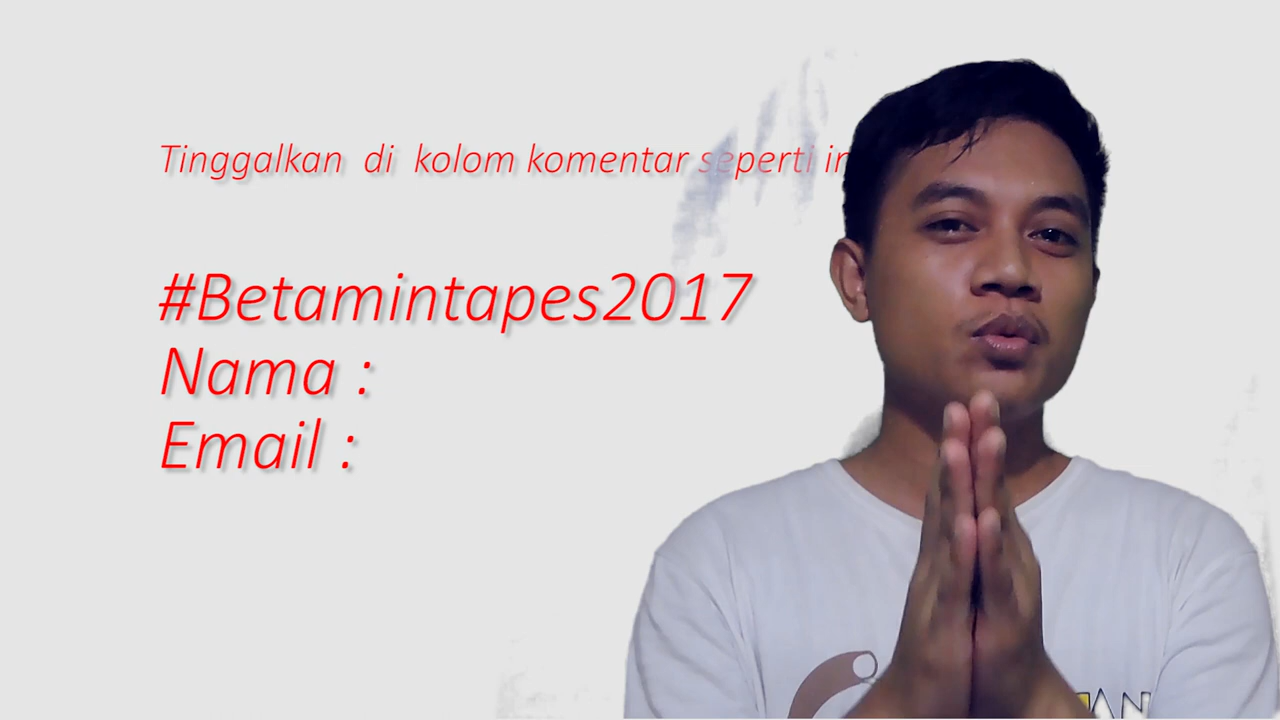 Tinggalkan di kolom komentar seperti
#Betamintapes2017
Nama :
Email :